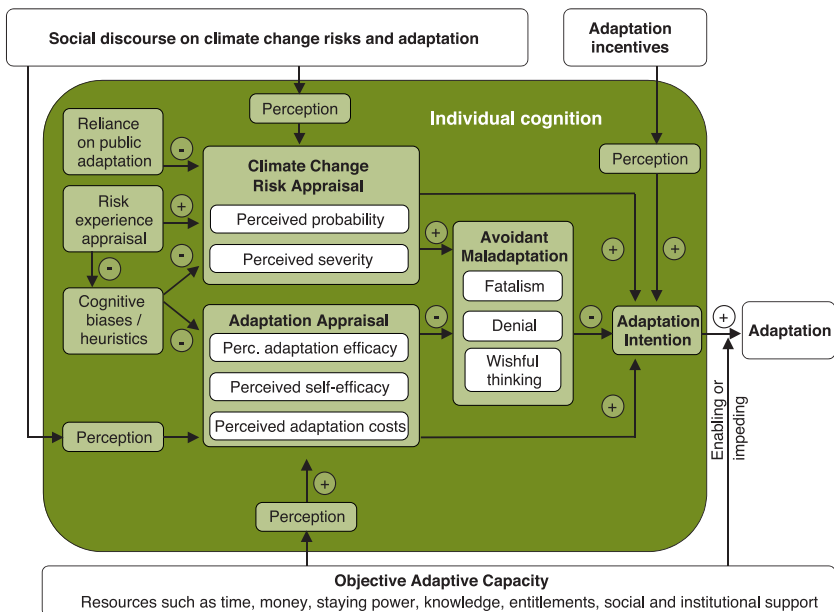 Social discourse on climate change risks and adaptation
Adaptation
incentives
Individual cognition
Perception
Reliance
on public
adaptation
-
Climate Change
Risk Appraisal
Perceived probability
Perceived severity
Perception
Risk
experience
appraisal
+
-
-
Cognitive
biases /
heuristics
-
Adaptation Appraisal
Perc. adaptation efficacy
Perceived self-efficacy
Perceived adaptation costs
+
-
Avoidant
Maladaptation
Fatalism
Denial
Wishful
thinking
-
+
+
+
Adaptation
Intention
+
Adaptation
Enabling or
impeding
Perception
+
Perception
Objective Adaptive Capacity
Resources such as time, money, staying power, knowledge, entitlements, social and institutional support